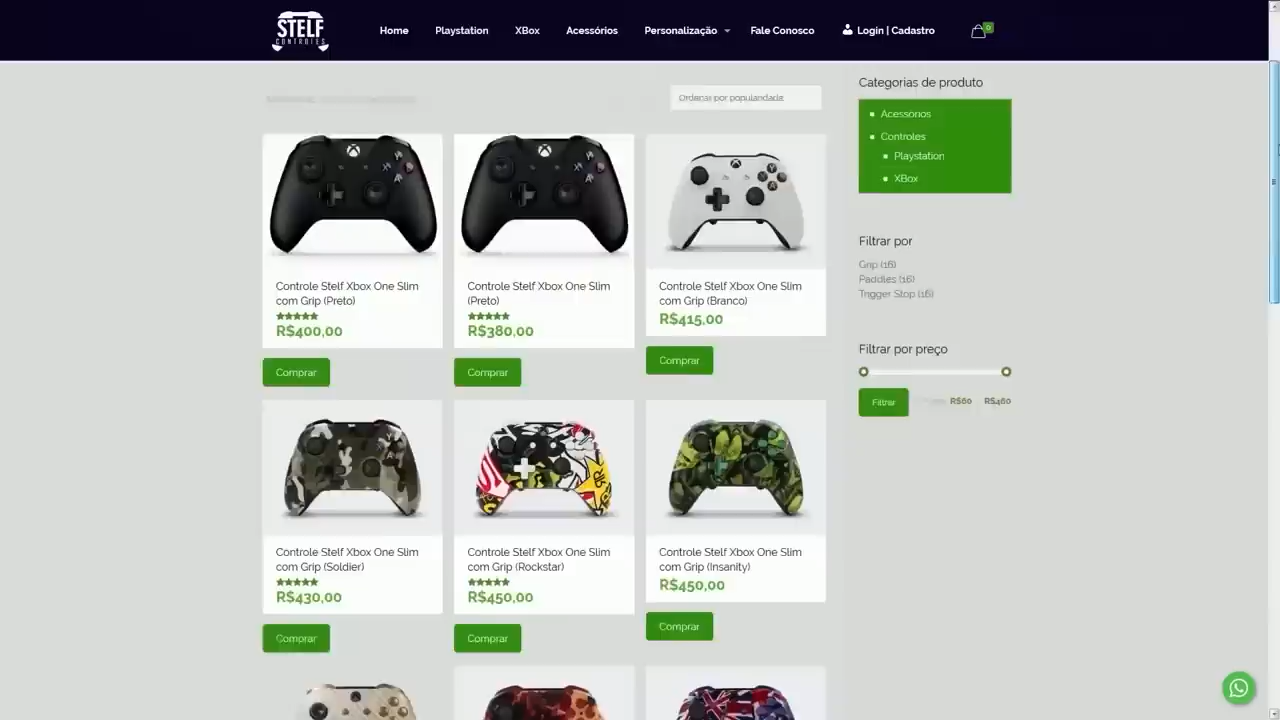 STELF
CONTROLES
Home
Playstation
XBox
Acessórios
Personalização
Fale Conosco
Login | Cadastro
0
Ordenar por popularidade
Controle Stelf Xbox One Slim
com Grip (Preto)
R$400,00
Comprar
Controle Stelf Xbox One Slim
(Preto)
R$380,00
Comprar
Controle Stelf Xbox One Slim
com Grip (Branco)
R$415,00
Comprar
Controle Stelf Xbox One Slim
com Grip (Soldier)
R$430,00
Comprar
Controle Stelf Xbox One Slim
com Grip (Rockstar)
R$450,00
Comprar
Controle Stelf Xbox One Slim
com Grip (Insanity)
R$450,00
Comprar
Categorias de produto
Acessórios
Controles
Playstation
XBox
Filtrar por
Grip (16)
Paddles (16)
Trigger Stop (16)
Filtrar por preço
Filtrar
R$60
R$460